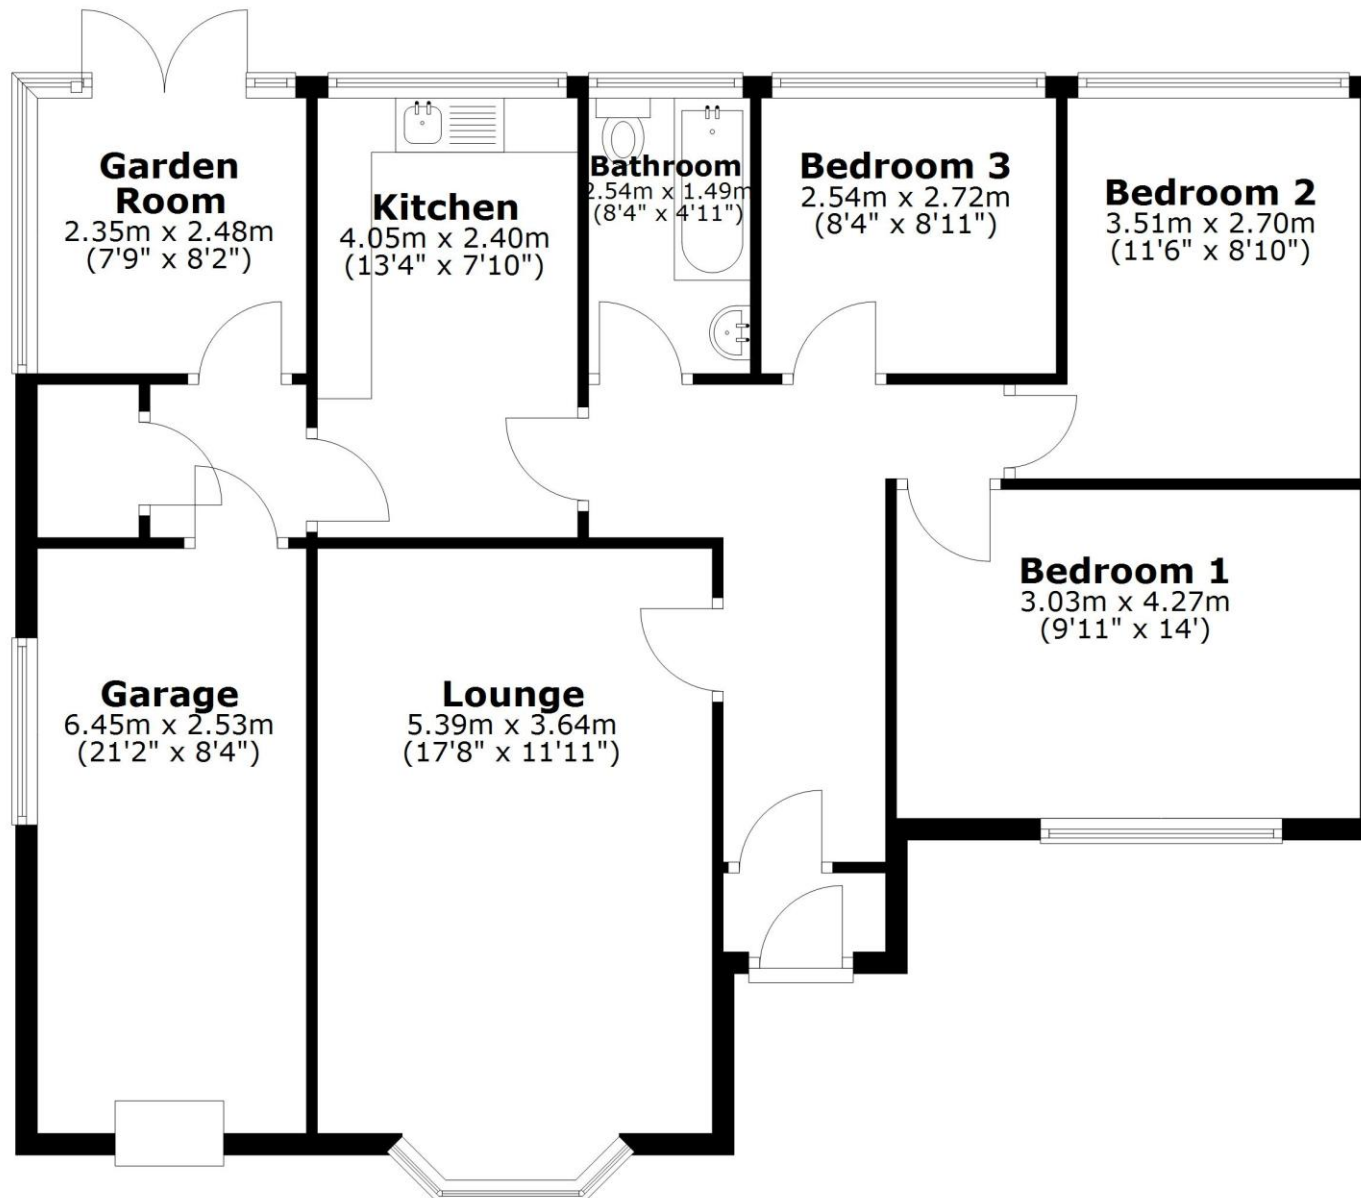 Garden
Room
2.35m x 2.48m
(7'9" x 8'2")
Kitchen
4.05m x 2.40m
(13'4" x 7'10")
Bathroom
2.54m x 1.49m
(8'4" x 4'11")
Bedroom 3
2.54m x 2.72m
(8'4" x 8'11")
Bedroom 2
3.51m x 2.70m
(11'6" x 8'10")
Bedroom 1
3.03m x 4.27m
(9'11" x 14')
Garage
6.45m x 2.53m
(21'2" x 8'4")
Lounge
5.39m x 3.64m
(17'8" x 11'11")